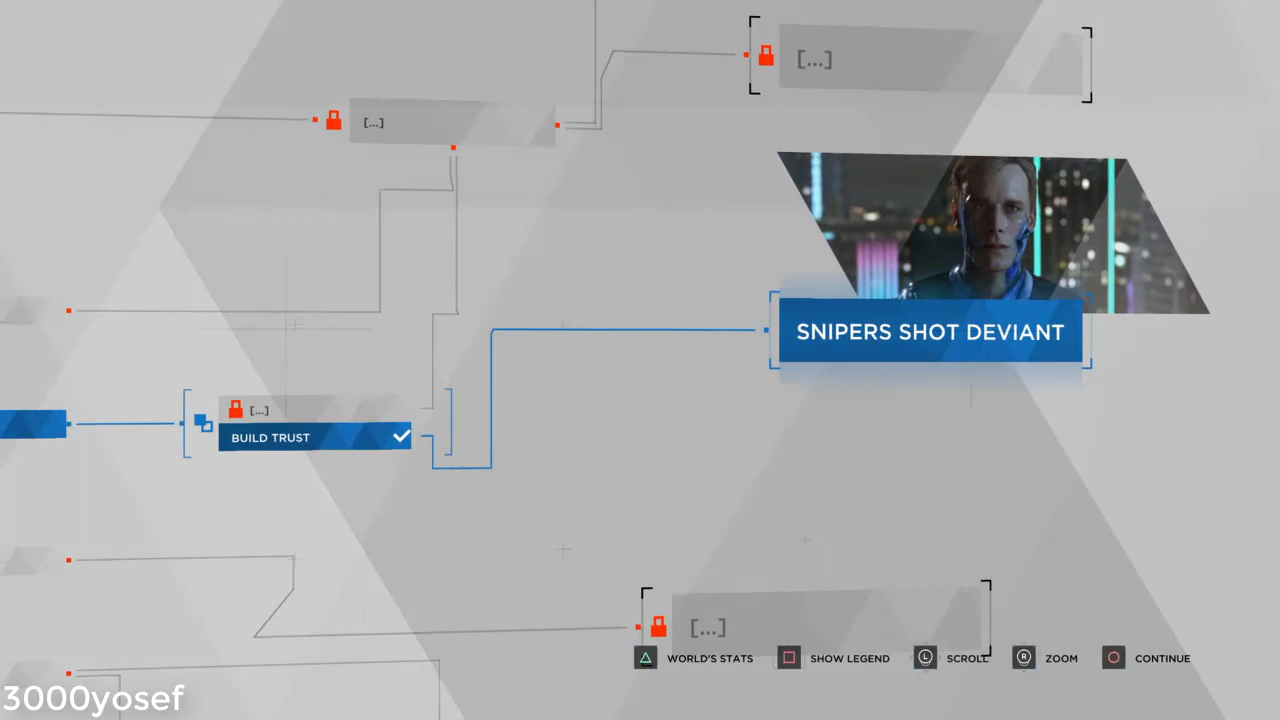 [...]
[...]
SNIPERS SHOT DEVIANT
[...]
BUILD TRUST
[...]
WORLD'S STATS
SHOW LEGEND
L
SCROLL
R
ZOOM
CONTINUE
3000yosef